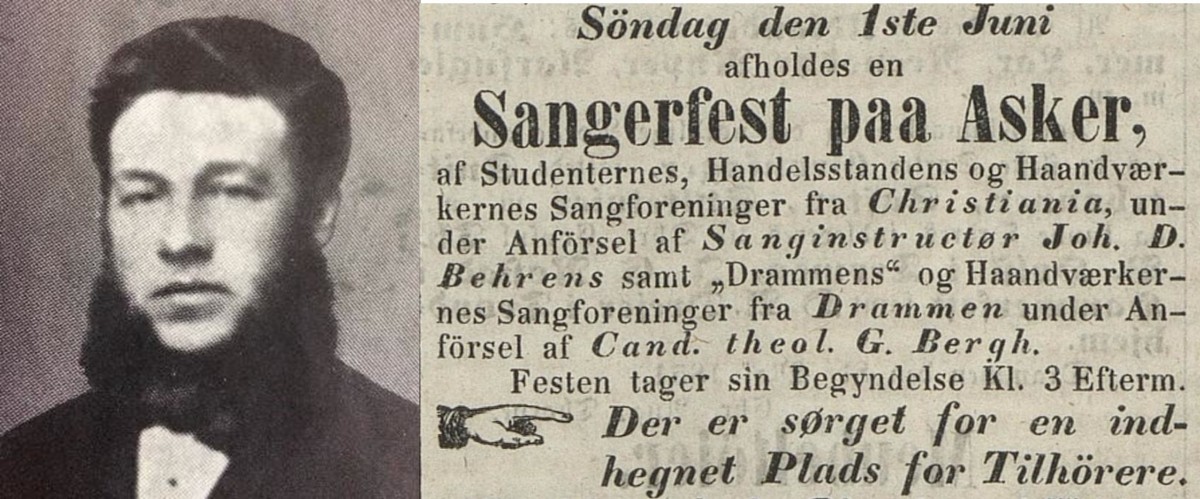 Söndag den 1ste Juni
afholdes en
Sangerfest paa Asker,
af Studenternes, Handelsstandens og Haandvær-
kernes Sangforeninger fra Christiania, un-
der Anförsel af Sanginstructør Joh. D.
Behrens samt „Drammens“ og Haandværker-
nes Sangforeninger fra Drammen under An-
försel af Cand. theol. G. Bergh.
Festen tager sin Begyndelse Kl. 3 Efterm.
Der er sørget for en ind-
hegnet Plads for Tilhörere.